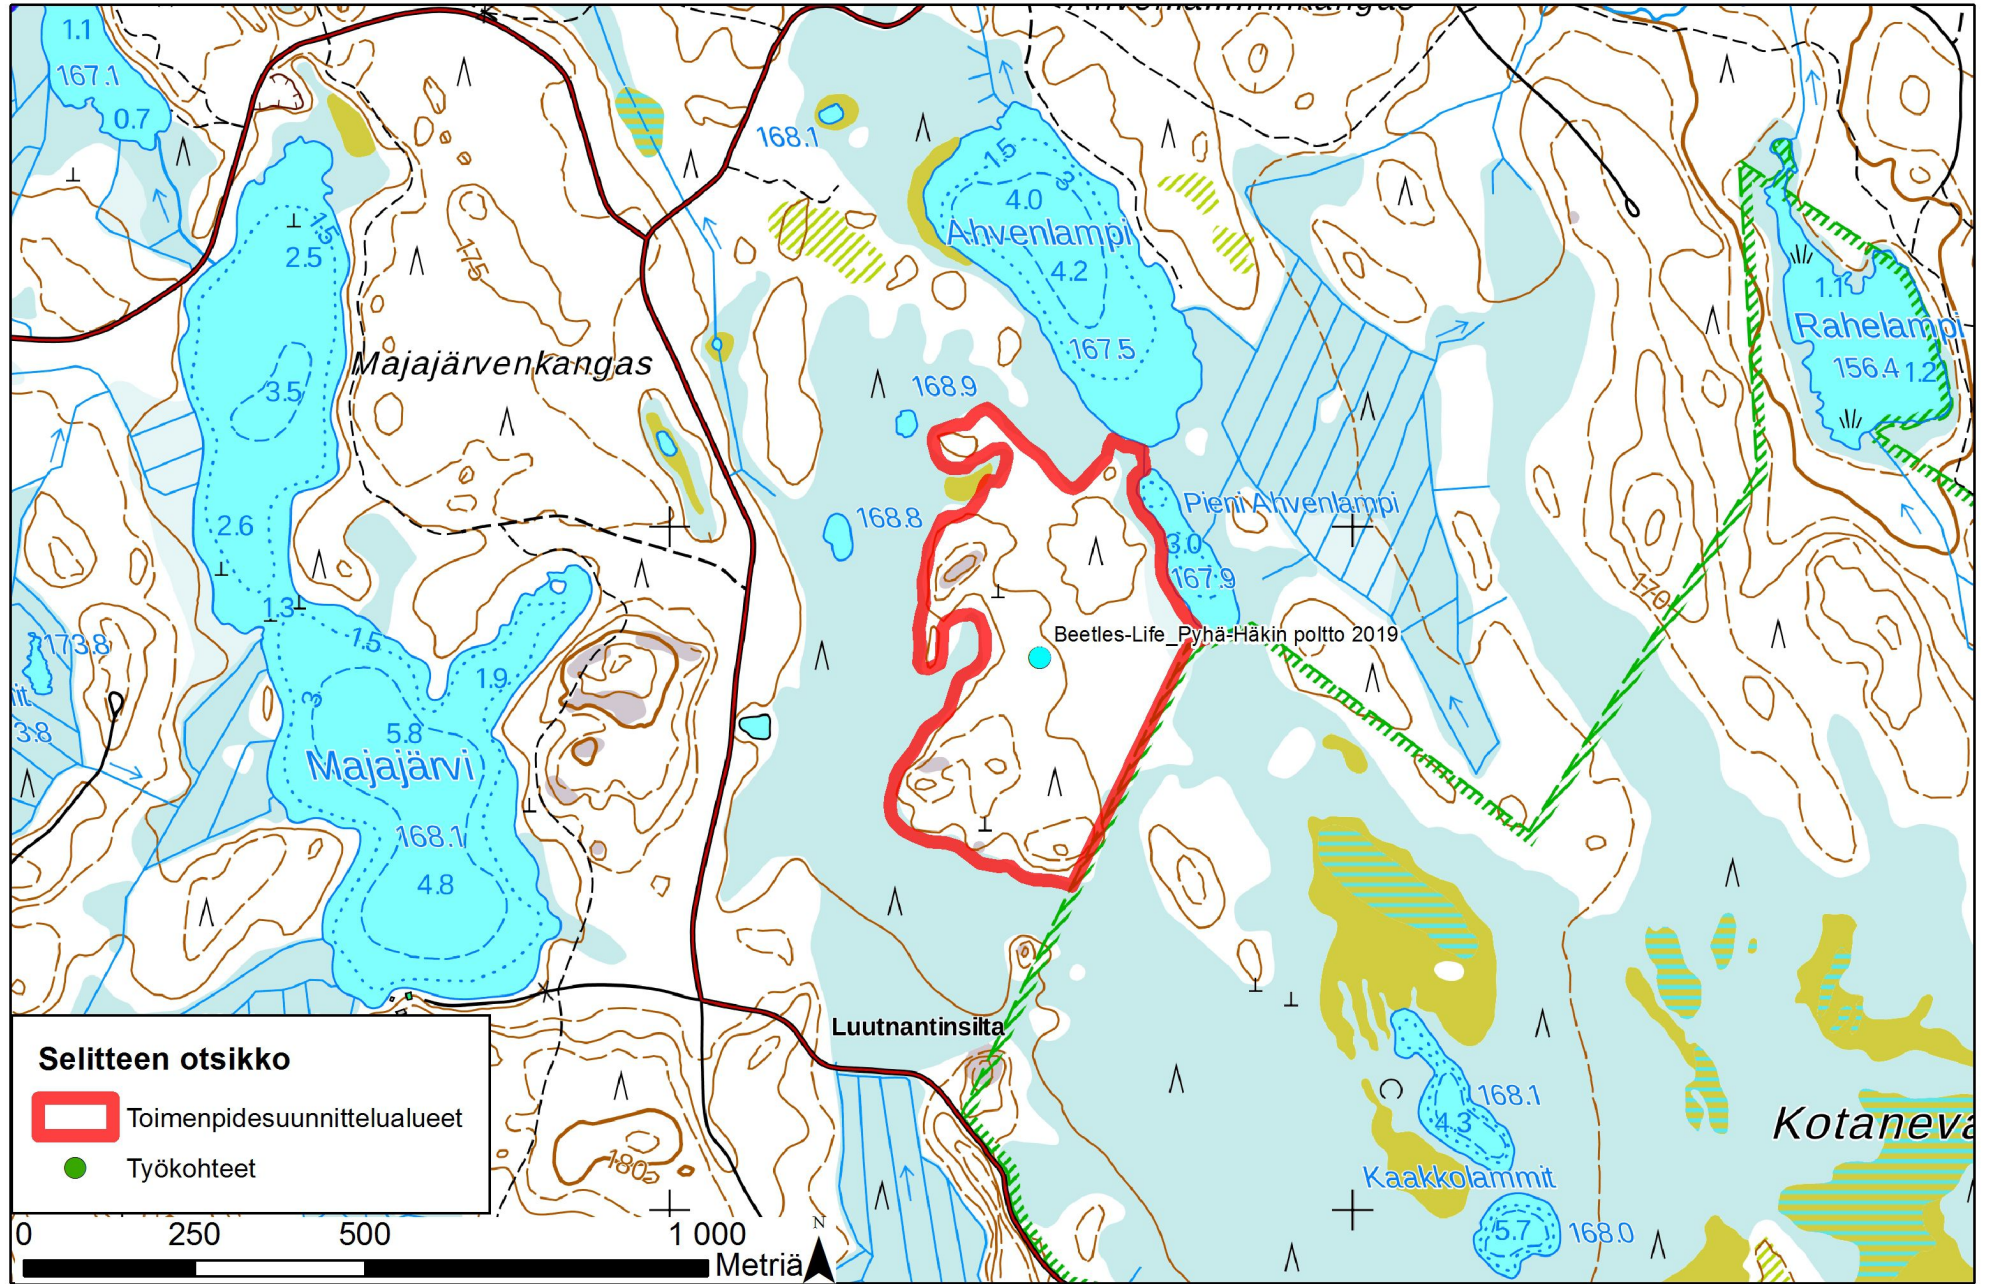 1.1
167.1
0.7
168.1
1.5
3
4.0
Ahvenlampi
4.2
167.5
1.5
2.5
175
Majajärvenkangas
3.5
168.9
1.1
Rahelampi
156.4
1.2
2.6
168.8
Pieni Ahvenlampi
3.0
167.9
170
1.3
1.5
Beetles-Life_Pyhä-Häkin poltto 2019
173.8
it
3.8
1.9
3
5.8
Majajärvi
168.1
4.8
Luutnantinsilta
168.1
4.3
Kotaneva
Kaakkolammit
5.7
168.0
180
Selitteen otsikko
Toimenpidesuunnittelualueet
Työkohteet
0
250
500
1 000
Metriä
N